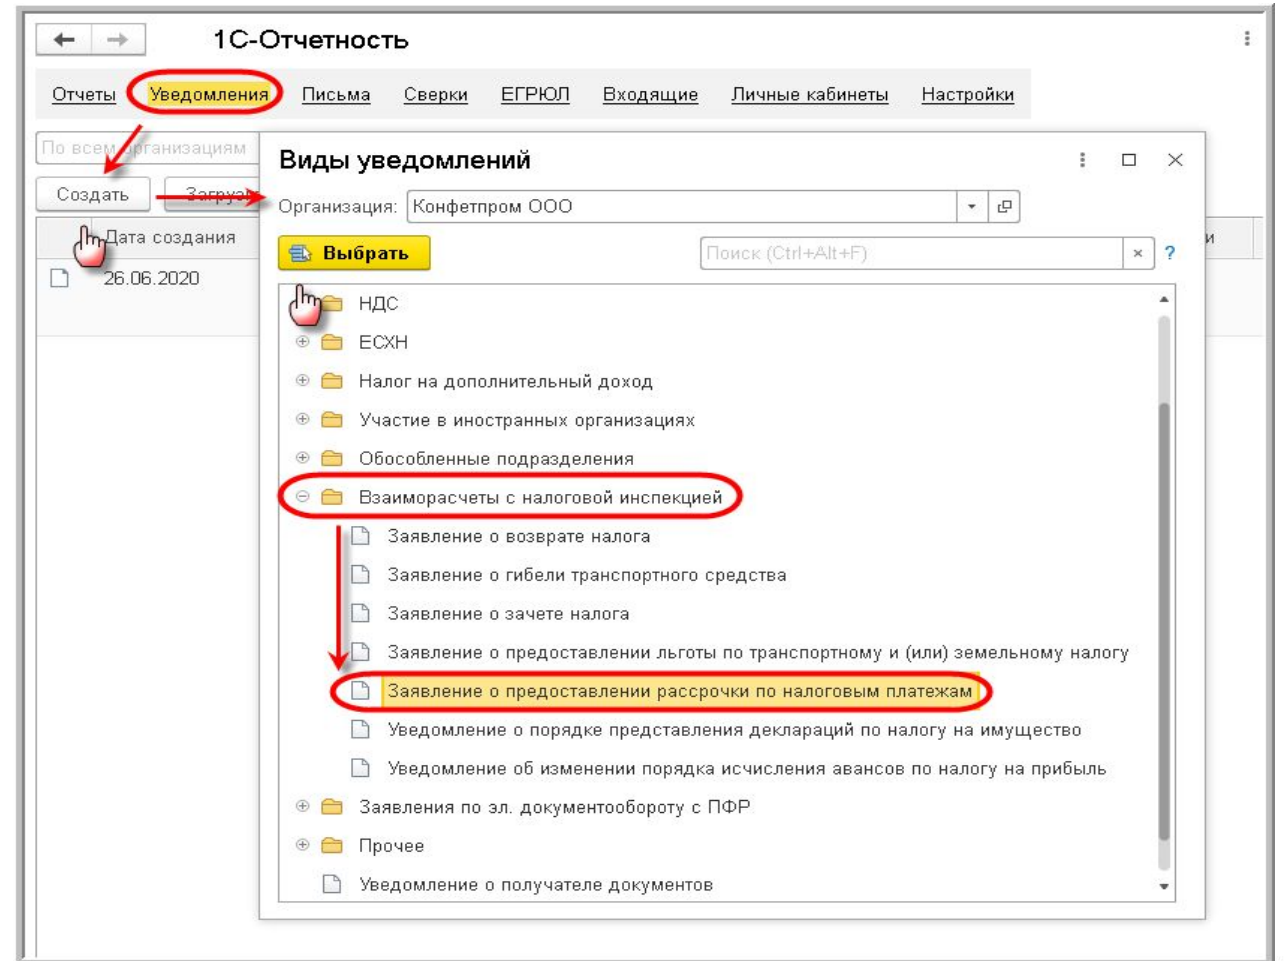 1С-Отчетность
Отчеты Уведомления Письма Сверки ЕГРЮЛ Входящие Личные кабинеты Настройки
По всем организациям
Виды уведомлений
Создать
Организация: Конфетпром ООО
Дата создания
Выбрать Поиск (Ctrl+Alt+F) × ?
26.06.2020
НДС
ЕСХН
Налог на дополнительный доход
Участие в иностранных организациях
Обособленные подразделения
Взаиморасчеты с налоговой инспекцией
Заявление о возврате налога
Заявление о гибели транспортного средства
Заявление о зачете налога
Заявление о предоставлении льготы по транспортному и (или) земельному налогу
Заявление о предоставлении рассрочки по налоговым платежам
Уведомление о порядке представления деклараций по налогу на имущество
Уведомление об изменении порядка исчисления авансов по налогу на прибыль
Заявления по эл. документообороту с ПФР
Прочее
Уведомление о получателе документов